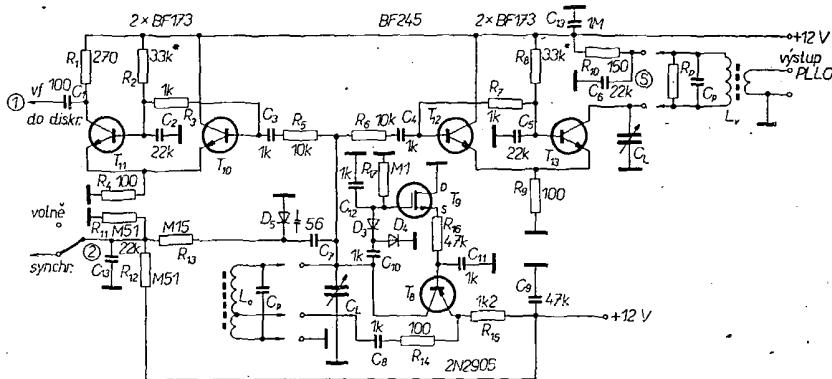 2×BF173
BF245
2×BF173
C13
1M
+12 V
R1
270
R2
33k*
R8
33k*
R10
150
5
C6
22k
Rp
Cp
Lv
výstup
PLLO
vf
100
C1
1
do diskr.
1k
R3
C3
1k
R5
10k
R6
10k
C4
1k
R7
1k
C2
22k
T11
T10
T12
C5
22k
T13
CL
R4
100
R17
M1
1k
C12
D
T9
S
R9
100
volně
R11
M51
D5
56
C7
D3
D4
R16
47k
2
22k
M15
R13
synchr.
C13
R12
M51
1k
C10
C11
1k
Lo
Cp
CL
T8
1k2
R15
C9
47k
+12 V
1k
C8
100
R14
2N2905